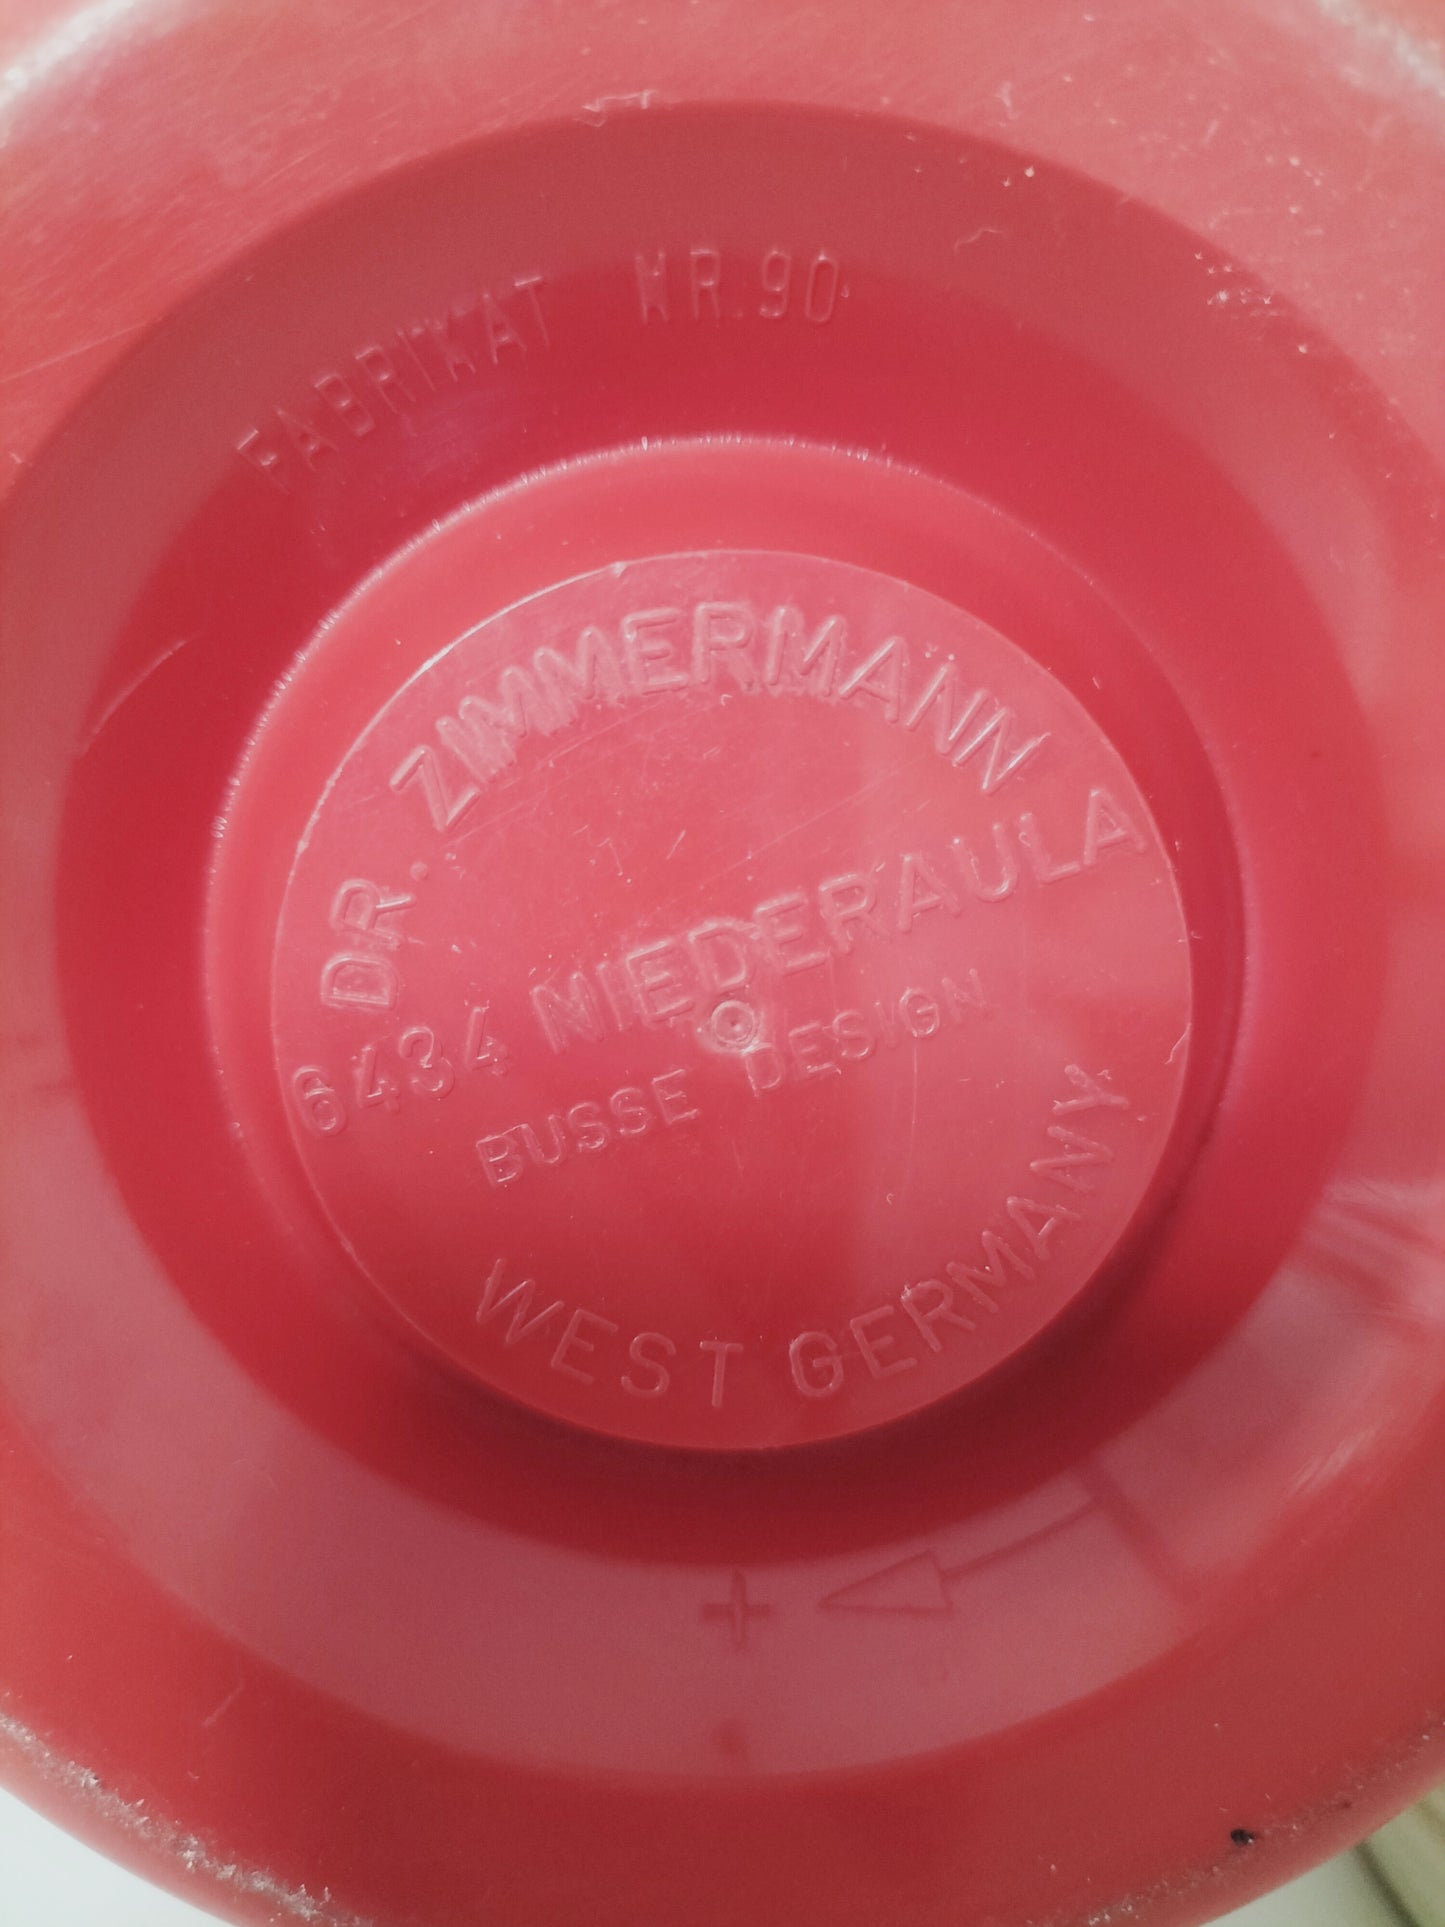 FABRIKAT NR.90
DR. ZIMMERMANN
6434 NIEDERAULA
BUSSE DESIGN
WEST GERMANY
+